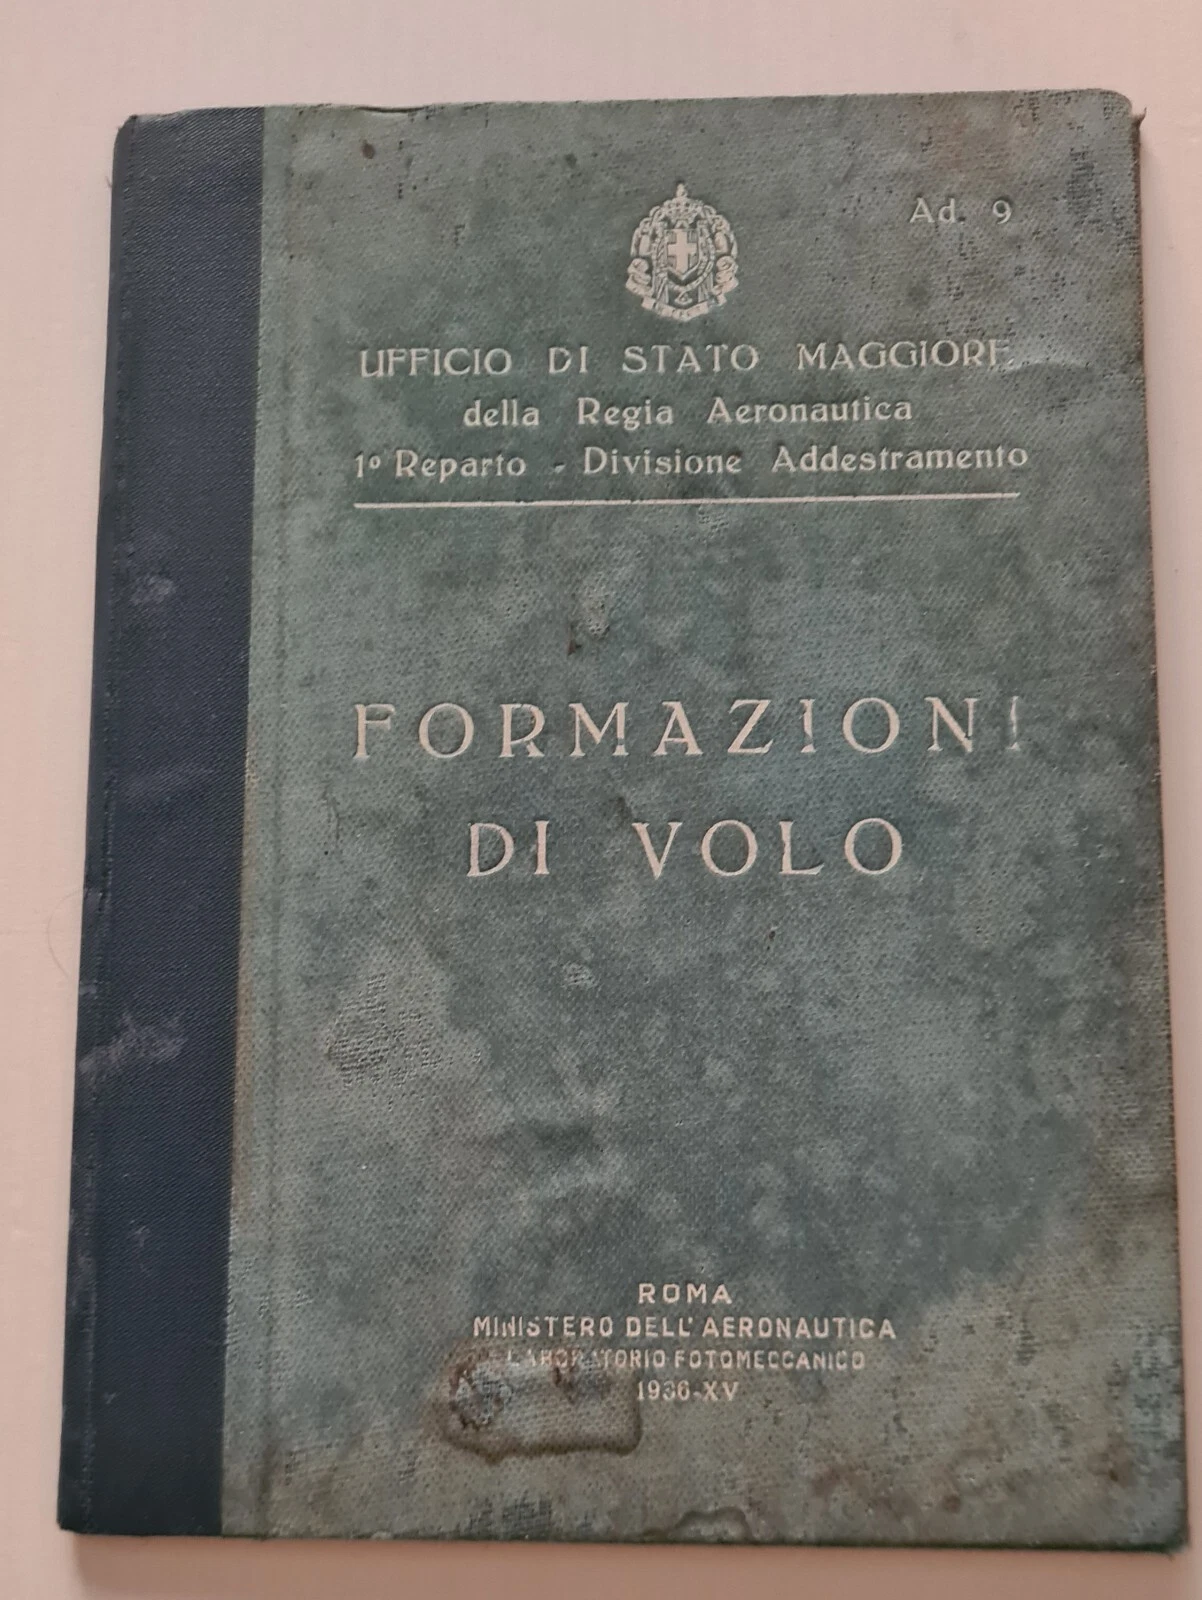 Ad. 9
UFFICIO DI STATO MAGGIORE
della Regia Aeronautica
1º Reparto - Divisione Addestramento
FORMAZIONI
DI VOLO
ROMA
MINISTERO DELL'AERONAUTICA
LABORATORIO FOTOMECCANICO
1936-XV